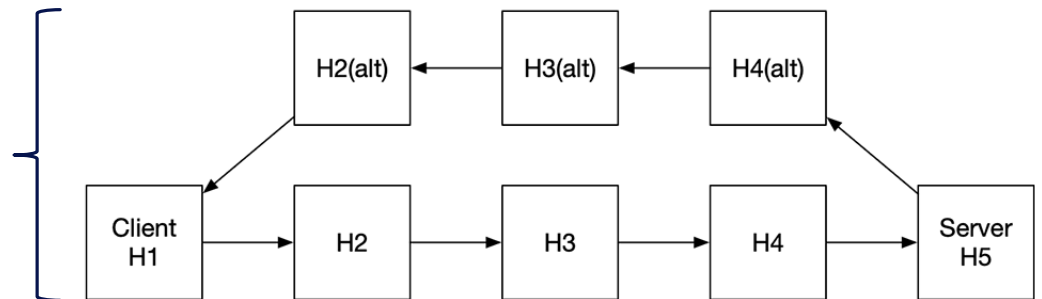 H2(alt)
H3(alt)
H4(alt)
Client
H1
H2
H3
H4
Server
H5